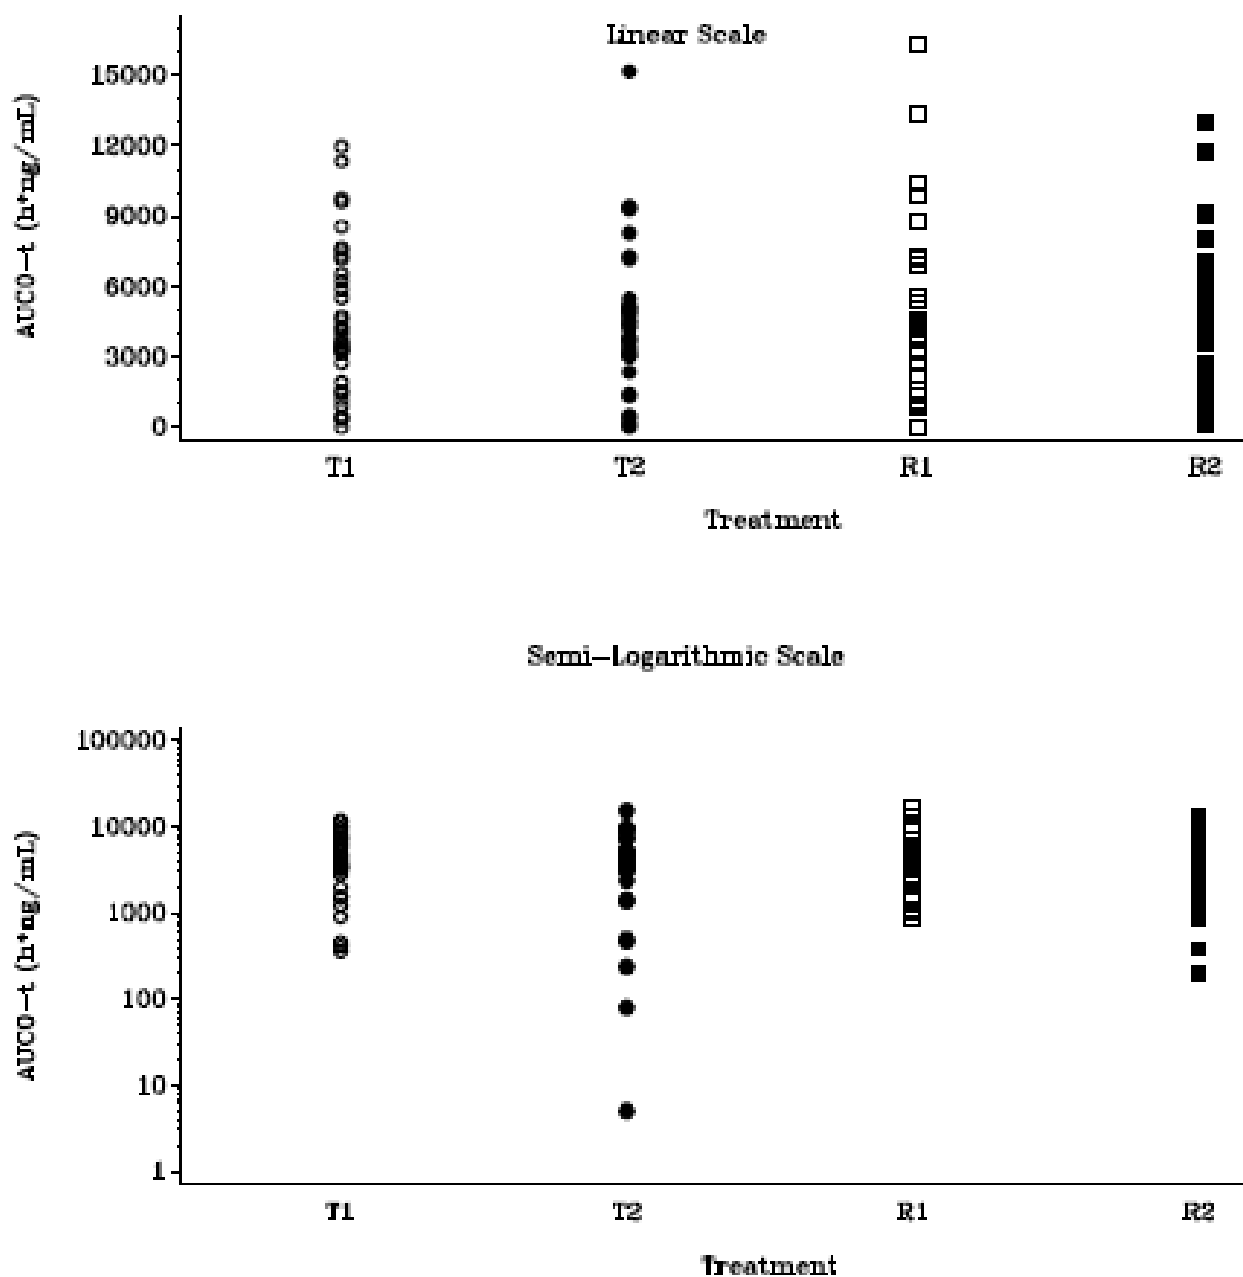 Linear Scale
15000
12000
9000
6000
3000
0
AUC0-t (h*ng/mL)
T1 T2 R1 R2
Treatment
Semi-Logarithmic Scale
100000
10000
1000
100
10
1
AUC0-t (h*ng/mL)
T1 T2 R1 R2
Treatment